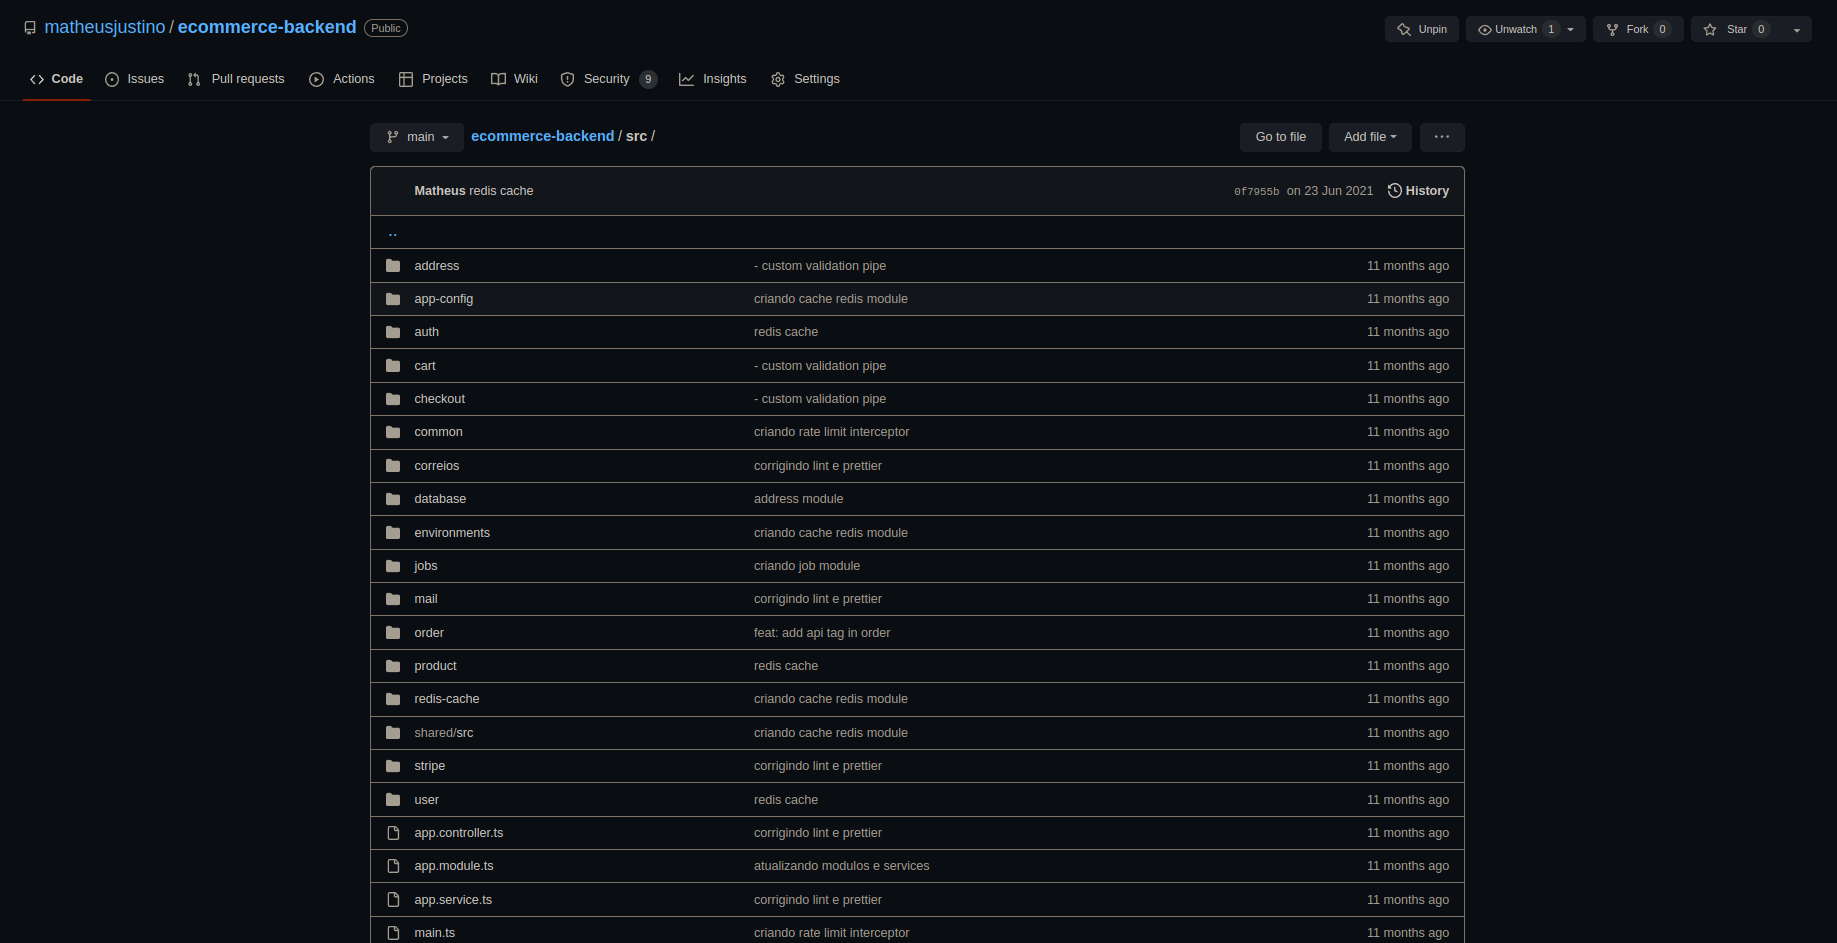 matheusjustino / ecommerce-backend Public
Unpin Unwatch 1 Fork 0 Star 0
Code Issues Pull requests Actions Projects Wiki Security 9 Insights Settings
main ecommerce-backend / src / Go to file Add file ...
Matheus redis cache 0f7955b on 23 Jun 2021 History
..
address - custom validation pipe 11 months ago
app-config criando cache redis module 11 months ago
auth redis cache 11 months ago
cart - custom validation pipe 11 months ago
checkout - custom validation pipe 11 months ago
common criando rate limit interceptor 11 months ago
correios corrigindo lint e prettier 11 months ago
database address module 11 months ago
environments criando cache redis module 11 months ago
jobs criando job module 11 months ago
mail corrigindo lint e prettier 11 months ago
order feat: add api tag in order 11 months ago
product redis cache 11 months ago
redis-cache criando cache redis module 11 months ago
shared/src criando cache redis module 11 months ago
stripe corrigindo lint e prettier 11 months ago
user redis cache 11 months ago
app.controller.ts corrigindo lint e prettier 11 months ago
app.module.ts atualizando modulos e services 11 months ago
app.service.ts corrigindo lint e prettier 11 months ago
main.ts criando rate limit interceptor 11 months ago